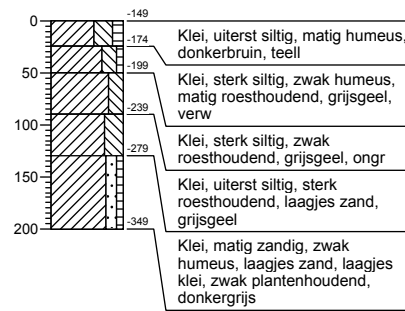 0
50
100
150
200
-149
-174
-199
-239
-279
-349
Klei, uiterst siltig, matig humeus,
donkerbruin, teell
Klei, sterk siltig, zwak humeus,
matig roesthoudend, grijsgeel,
verw
Klei, sterk siltig, zwak
roesthoudend, grijsgeel, ongr
Klei, uiterst siltig, sterk
roesthoudend, laagjes zand,
grijsgeel
Klei, matig zandig, zwak
humeus, laagjes zand, laagjes
klei, zwak plantenhoudend,
donkergrijs